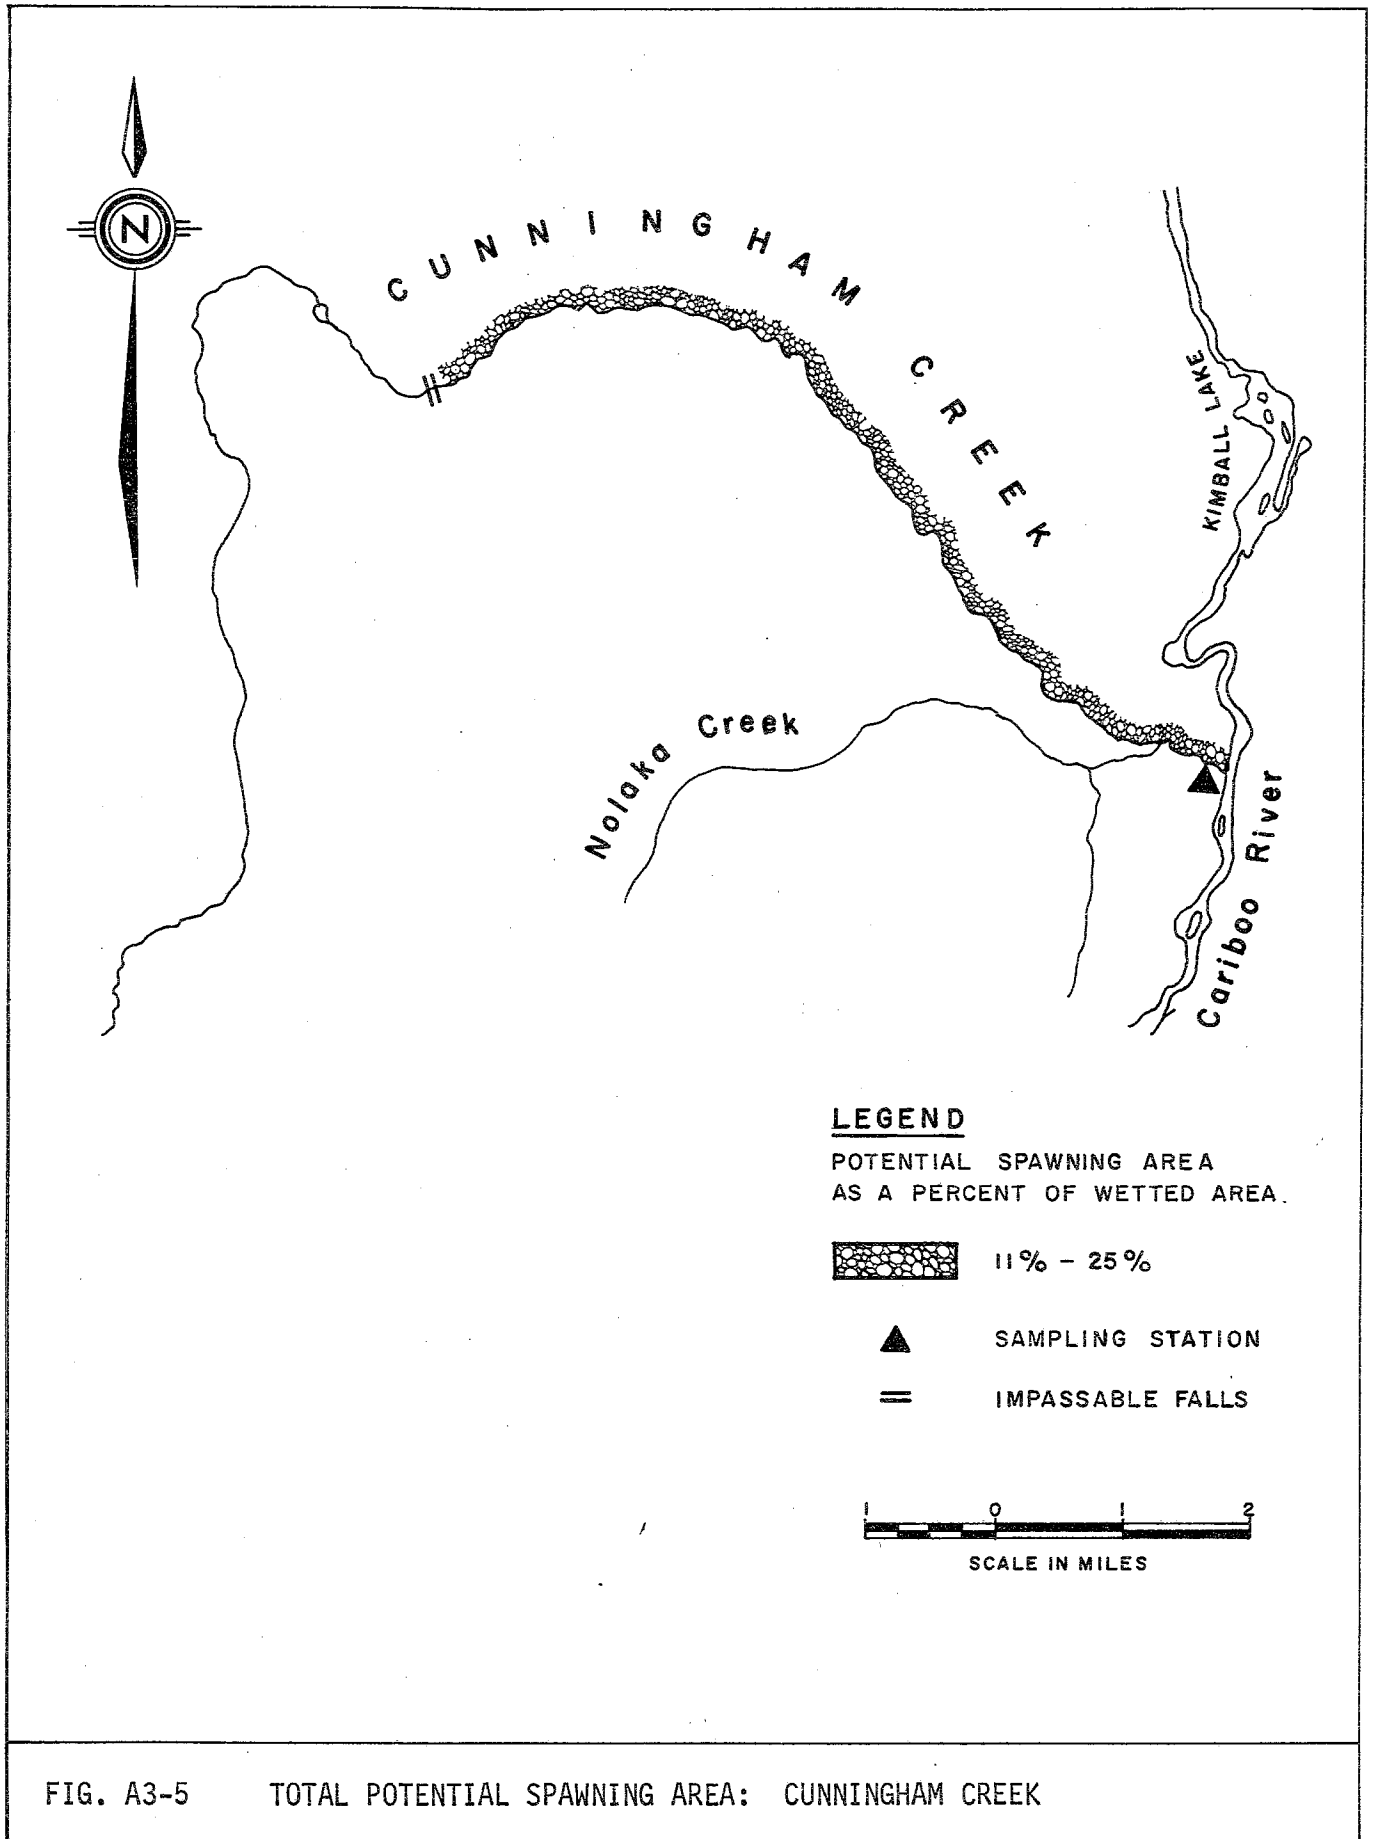 N
CUNNINGHAM CREEK
KIMBALL LAKE
Nolaka Creek
Cariboo River
LEGEND
POTENTIAL SPAWNING AREA
AS A PERCENT OF WETTED AREA.
11% - 25%
SAMPLING STATION
IMPASSABLE FALLS
1 0 1 2
SCALE IN MILES
FIG. A3-5 TOTAL POTENTIAL SPAWNING AREA: CUNNINGHAM CREEK